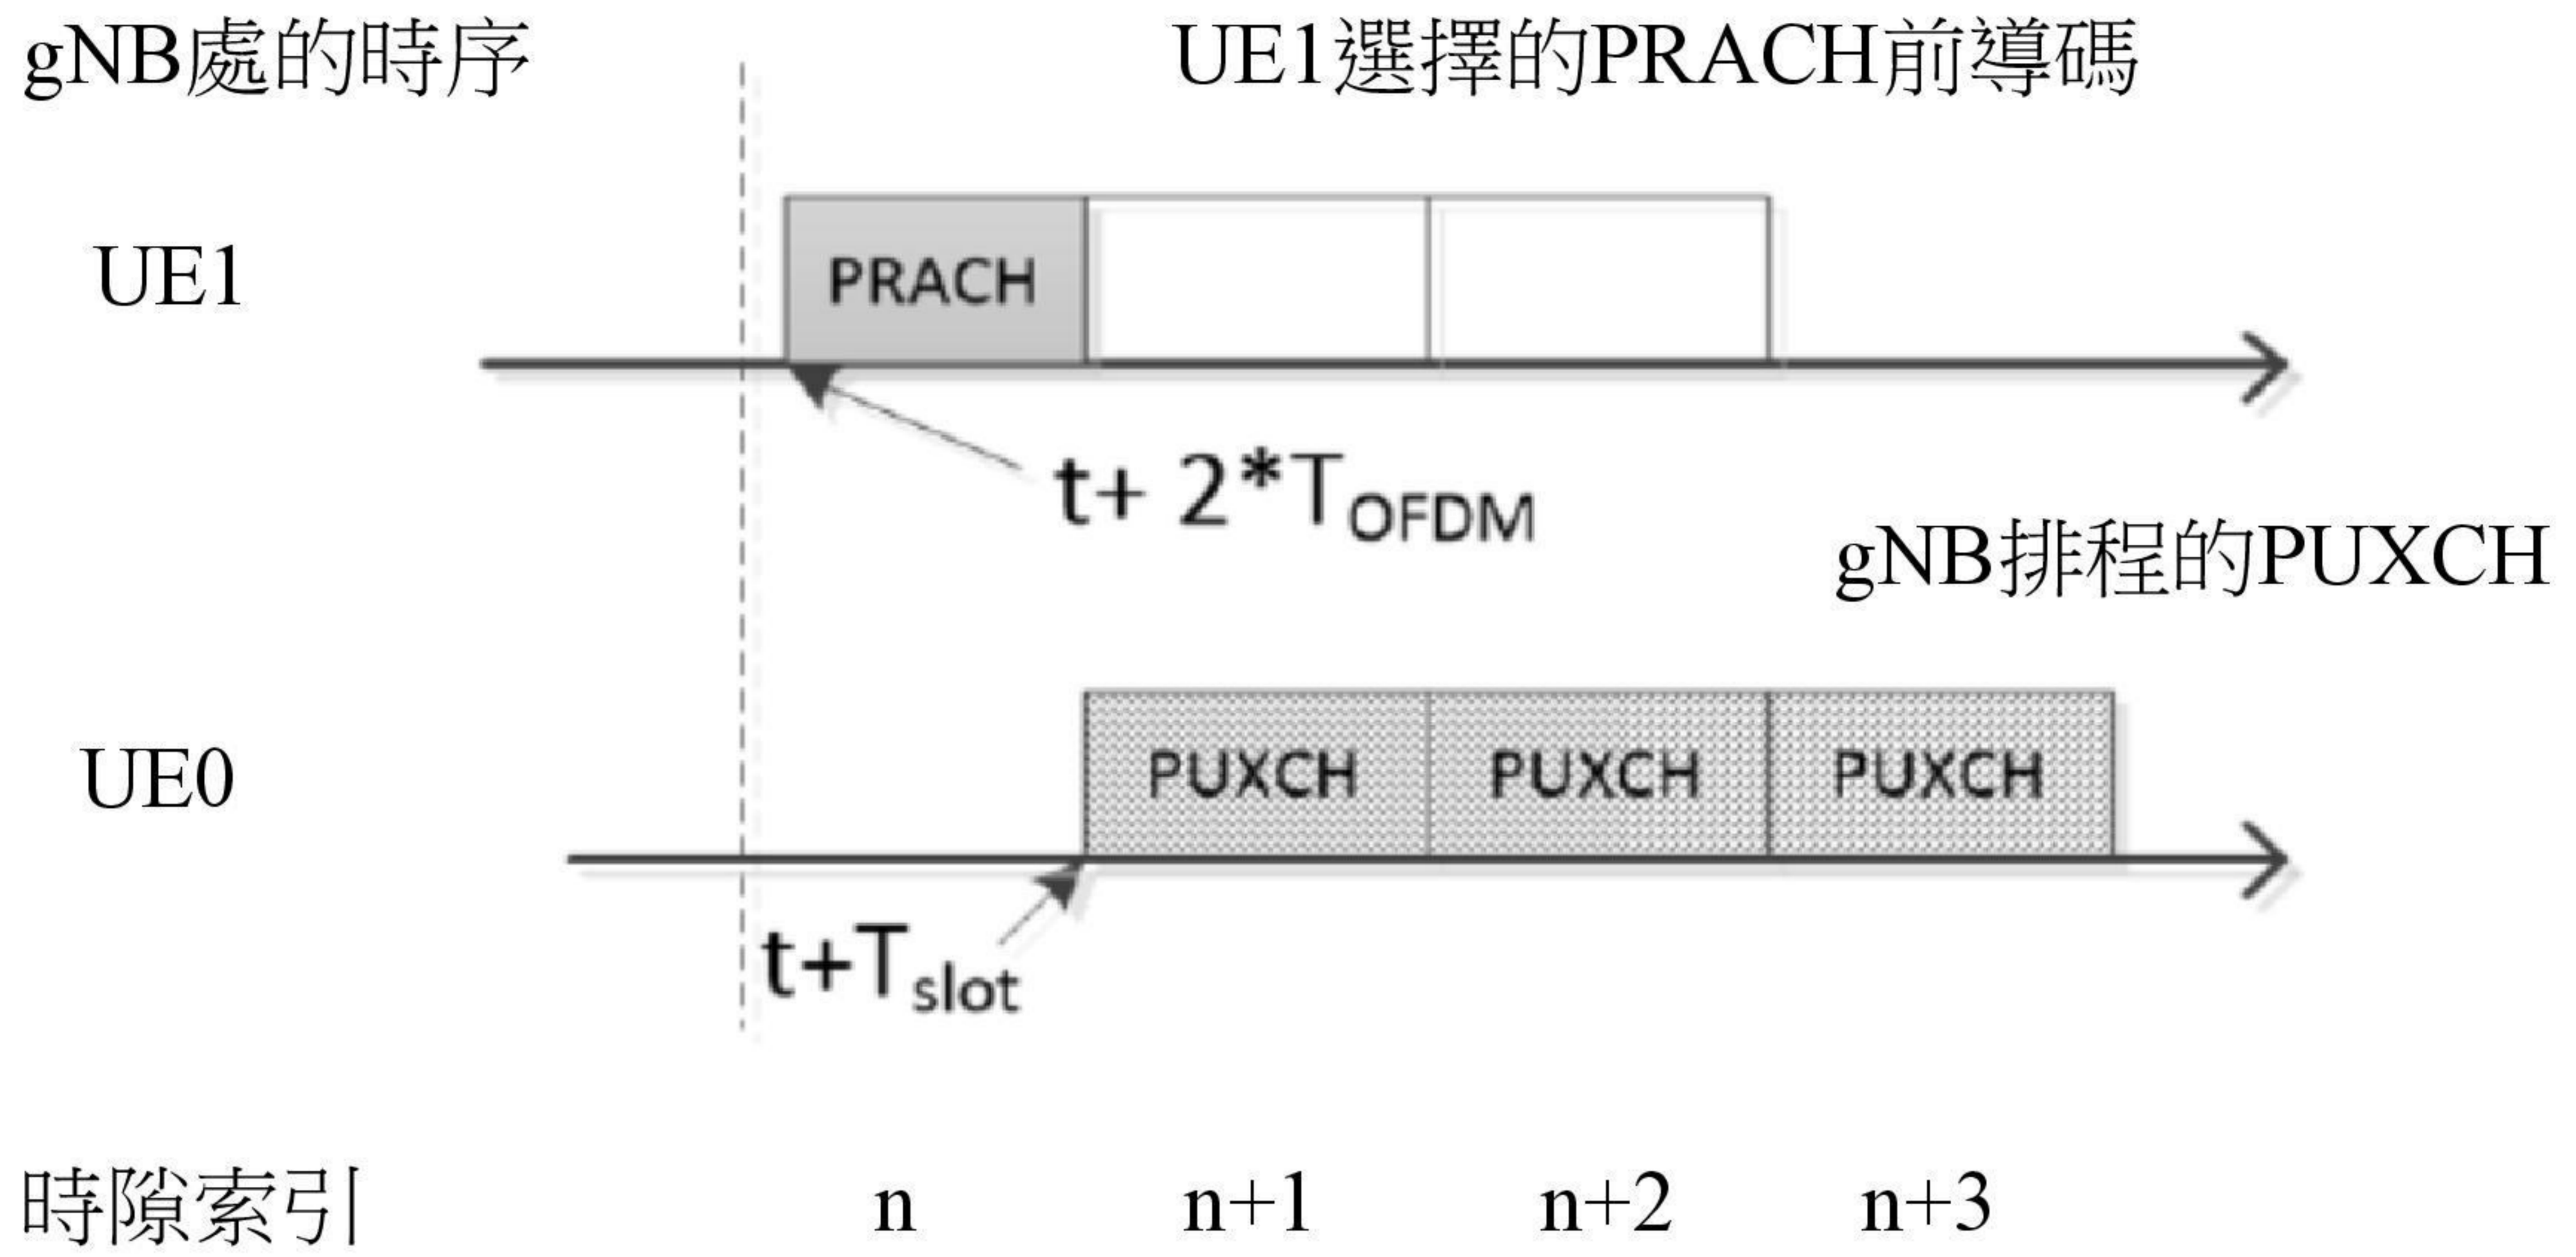 gNB處的時序
UE1選擇的PRACH前導碼
UE1
PRACH
t+ 2*TOFDM
gNB排程的PUXCH
UE0
PUXCH PUXCH PUXCH
t+Tslot
時隙索引 n n+1 n+2 n+3